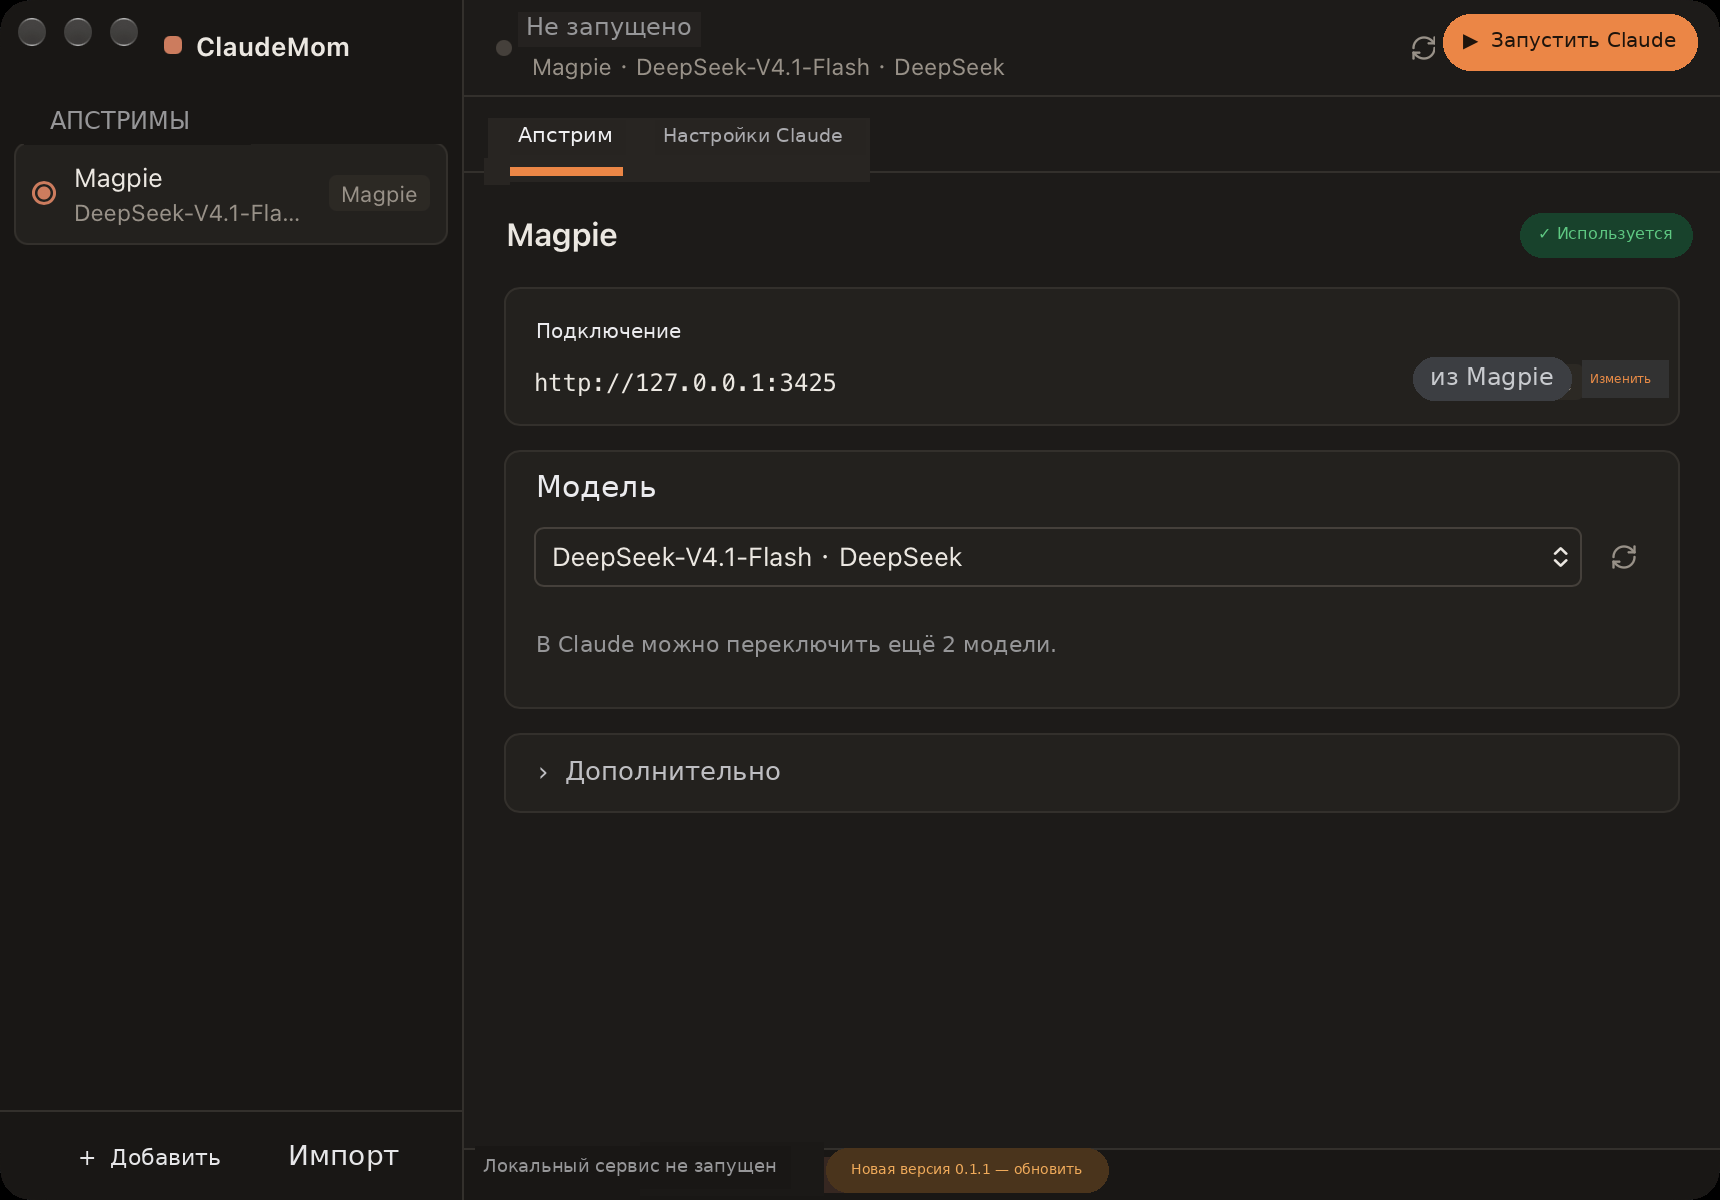 ClaudeMom
АПСТРИМЫ
Magpie
DeepSeek-V4.1-Fla...
Magpie
+ Добавить
Импорт
Не запущено
Magpie · DeepSeek-V4.1-Flash · DeepSeek
▶ Запустить Claude
Апстрим
Настройки Claude
Magpie
✓ Используется
Подключение
http://127.0.0.1:3425
из Magpie
Изменить
Модель
DeepSeek-V4.1-Flash · DeepSeek
В Claude можно переключить ещё 2 модели.
› Дополнительно
Локальный сервис не запущен
Новая версия 0.1.1 — обновить